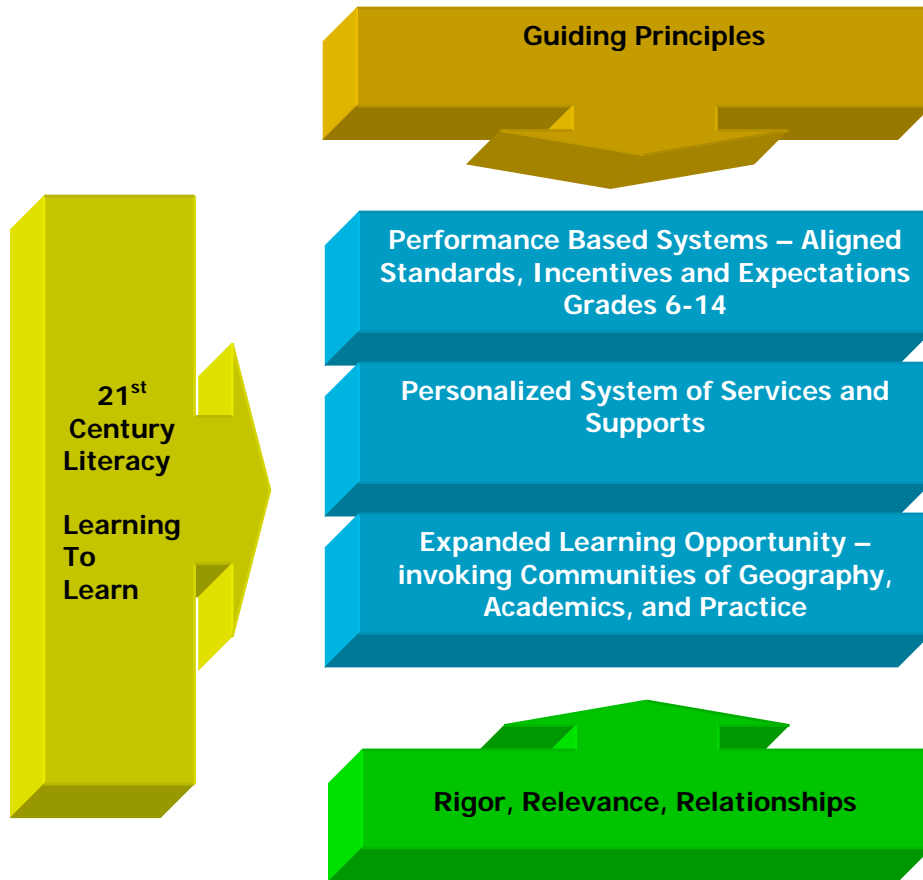 Guiding Principles
Performance Based Systems – Aligned
Standards, Incentives and Expectations
Grades 6-14
21st
Century
Literacy
Learning
To
Learn
Personalized System of Services and
Supports
Expanded Learning Opportunity –
invoking Communities of Geography,
Academics, and Practice
Rigor, Relevance, Relationships